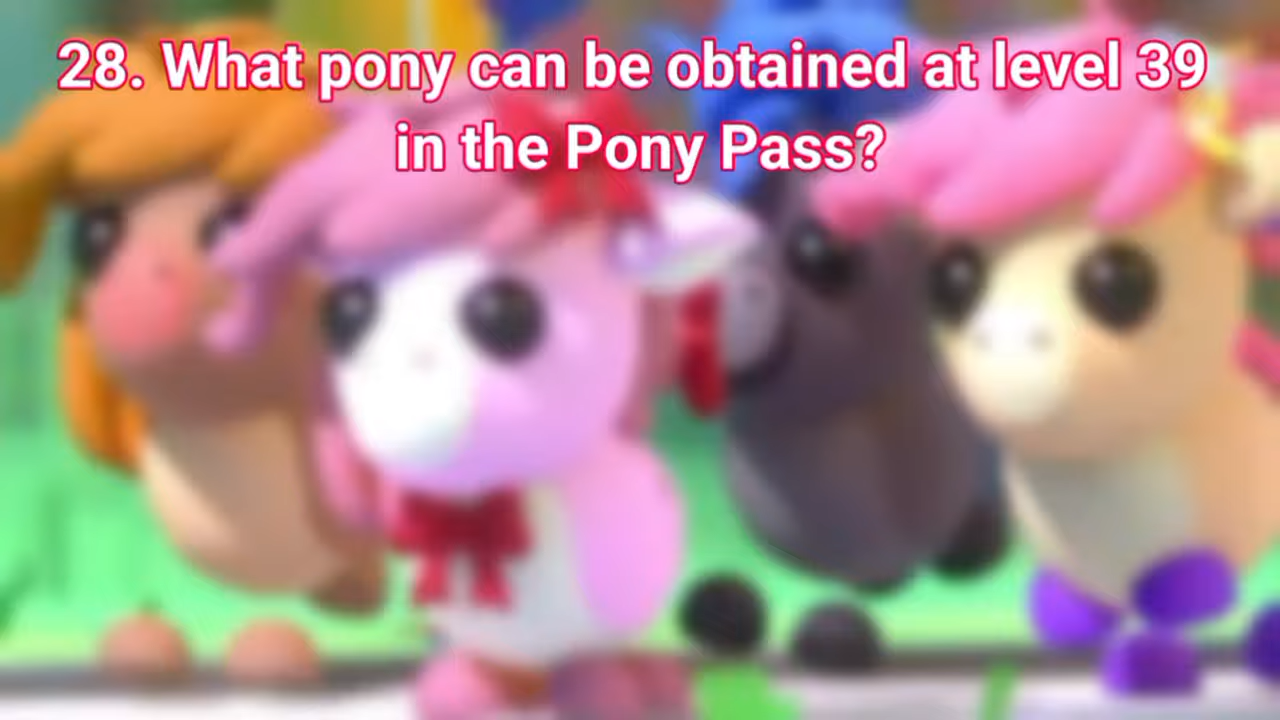 28. What pony can be obtained at level 39
in the Pony Pass?